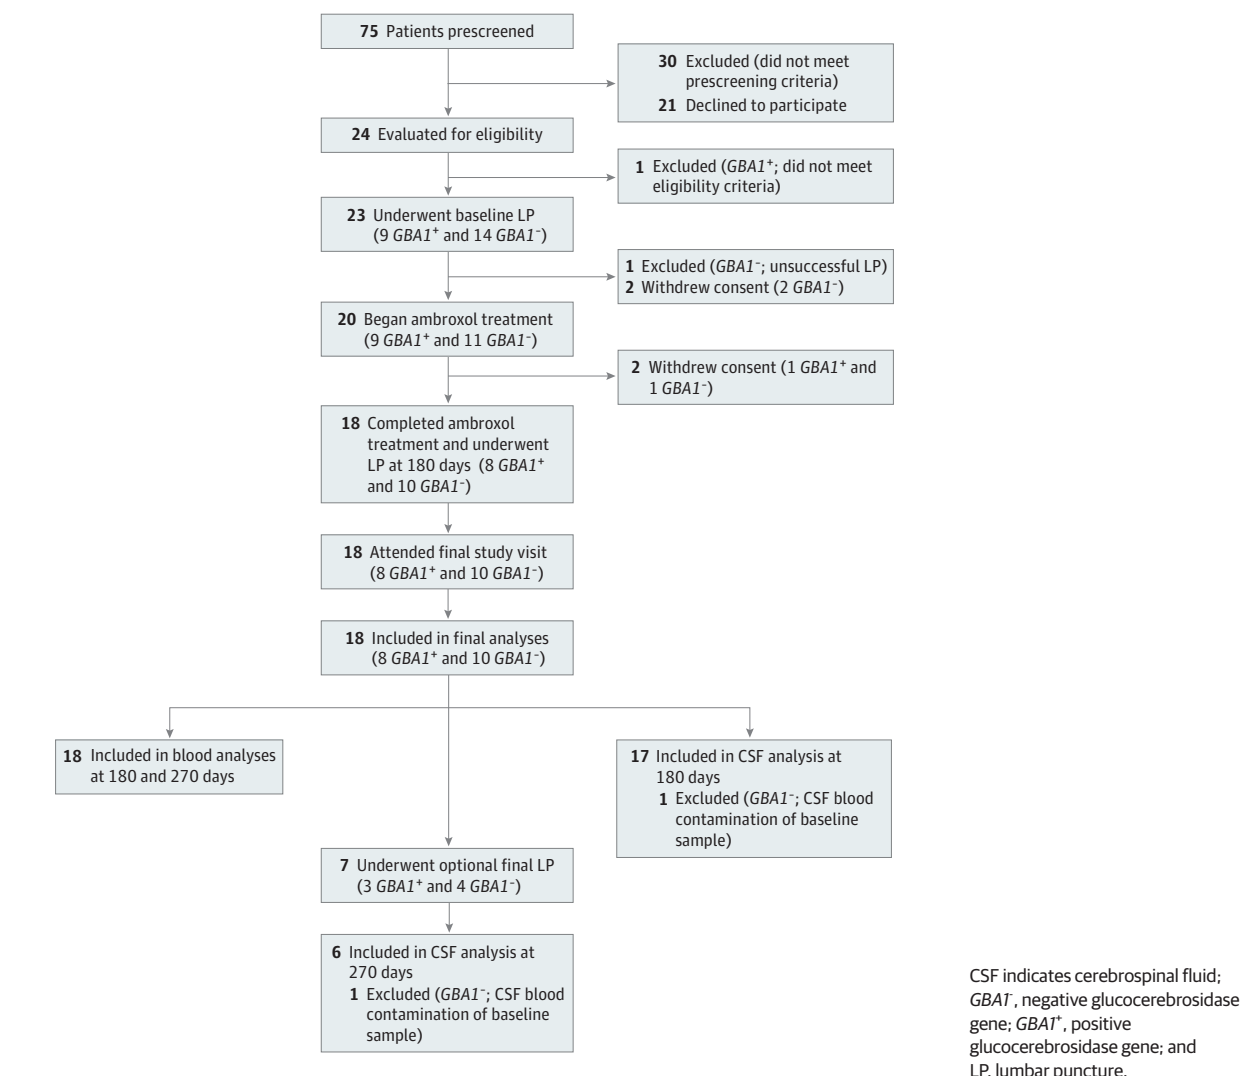 75 Patients prescreened
30 Excluded (did not meet
prescreening criteria)
21 Declined to participate
24 Evaluated for eligibility
1 Excluded (GBA1+; did not meet
eligibility criteria)
23 Underwent baseline LP
(9 GBA1+ and 14 GBA1-)
1 Excluded (GBA1-; unsuccessful LP)
2 Withdrew consent (2 GBA1-)
20 Began ambroxol treatment
(9 GBA1+ and 11 GBA1-)
2 Withdrew consent (1 GBA1+ and
1 GBA1-)
18 Completed ambroxol
treatment and underwent
LP at 180 days (8 GBA1+
and 10 GBA1-)
18 Attended final study visit
(8 GBA1+ and 10 GBA1-)
18 Included in final analyses
(8 GBA1+ and 10 GBA1-)
18 Included in blood analyses
at 180 and 270 days
17 Included in CSF analysis at
180 days
1 Excluded (GBA1-; CSF blood
contamination of baseline
sample)
7 Underwent optional final LP
(3 GBA1+ and 4 GBA1-)
6 Included in CSF analysis at
270 days
1 Excluded (GBA1-; CSF blood
contamination of baseline
sample)
CSF indicates cerebrospinal fluid;
GBA1-, negative glucocerebrosidase
gene; GBA1+, positive
glucocerebrosidase gene; and
LP, lumbar puncture.